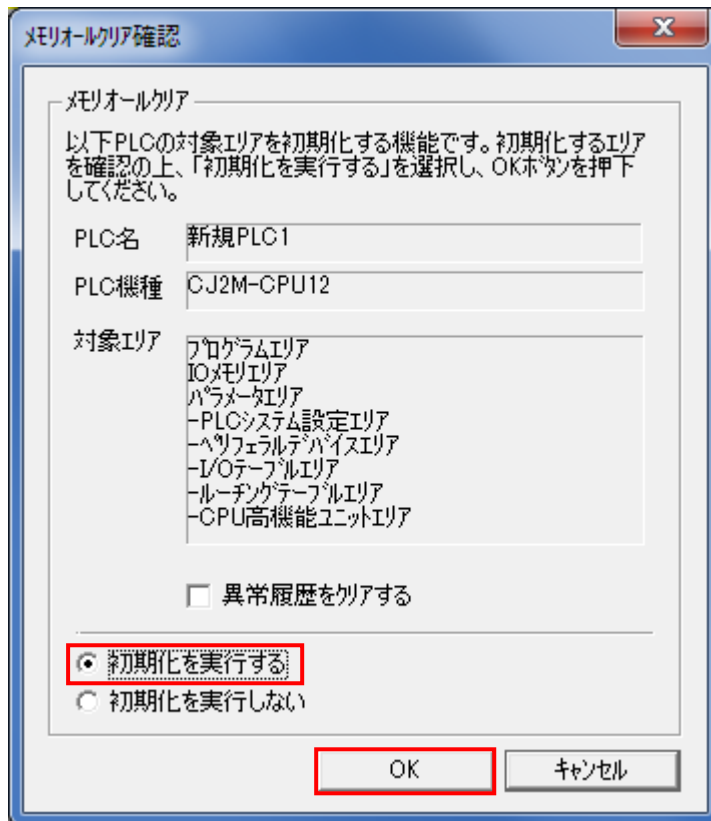 メモリオールクリア確認
メモリオールクリア
以下PLCの対象エリアを初期化する機能です。初期化するエリア
を確認の上、「初期化を実行する」を選択し、OKボタンを押下
してください。
PLC名 新規PLC1
PLC機種 CJ2M-CPU12
対象エリア
プログラムエリア
IOメモリエリア
パラメータエリア
-PLCシステム設定エリア
-ペリフェラルデバイスエリア
-I/Oテーブルエリア
-ルーチングテーブルエリア
-CPU高機能ユニットエリア
異常履歴をクリアする
初期化を実行する
初期化を実行しない
OK キャンセル